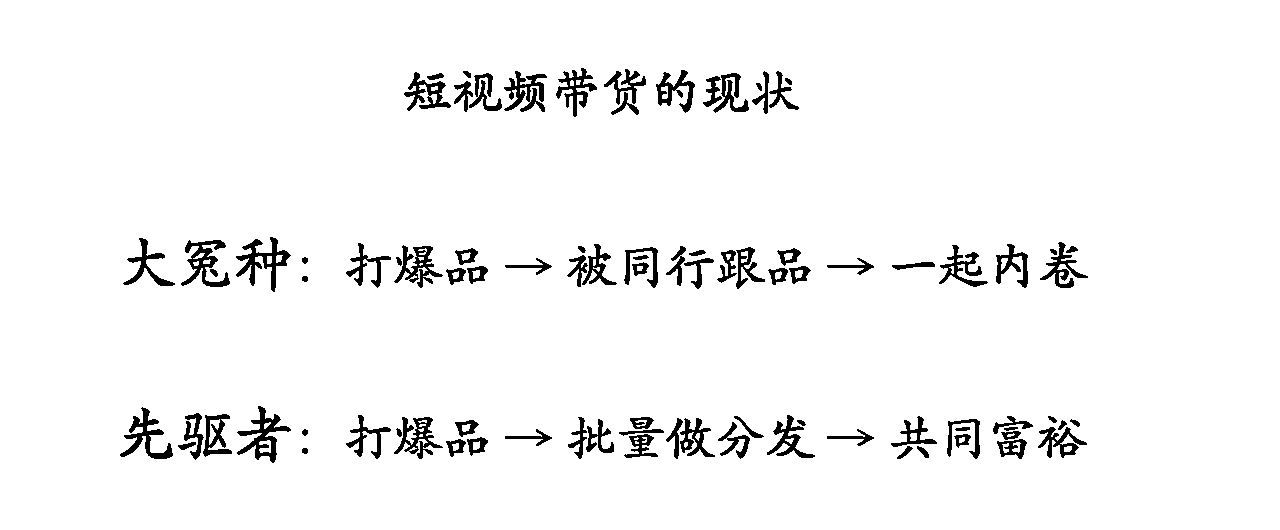 短视频带货的现状
大冤种：打爆品→被同行跟品→一起内卷
先驱者：打爆品→批量做分发→共同富裕